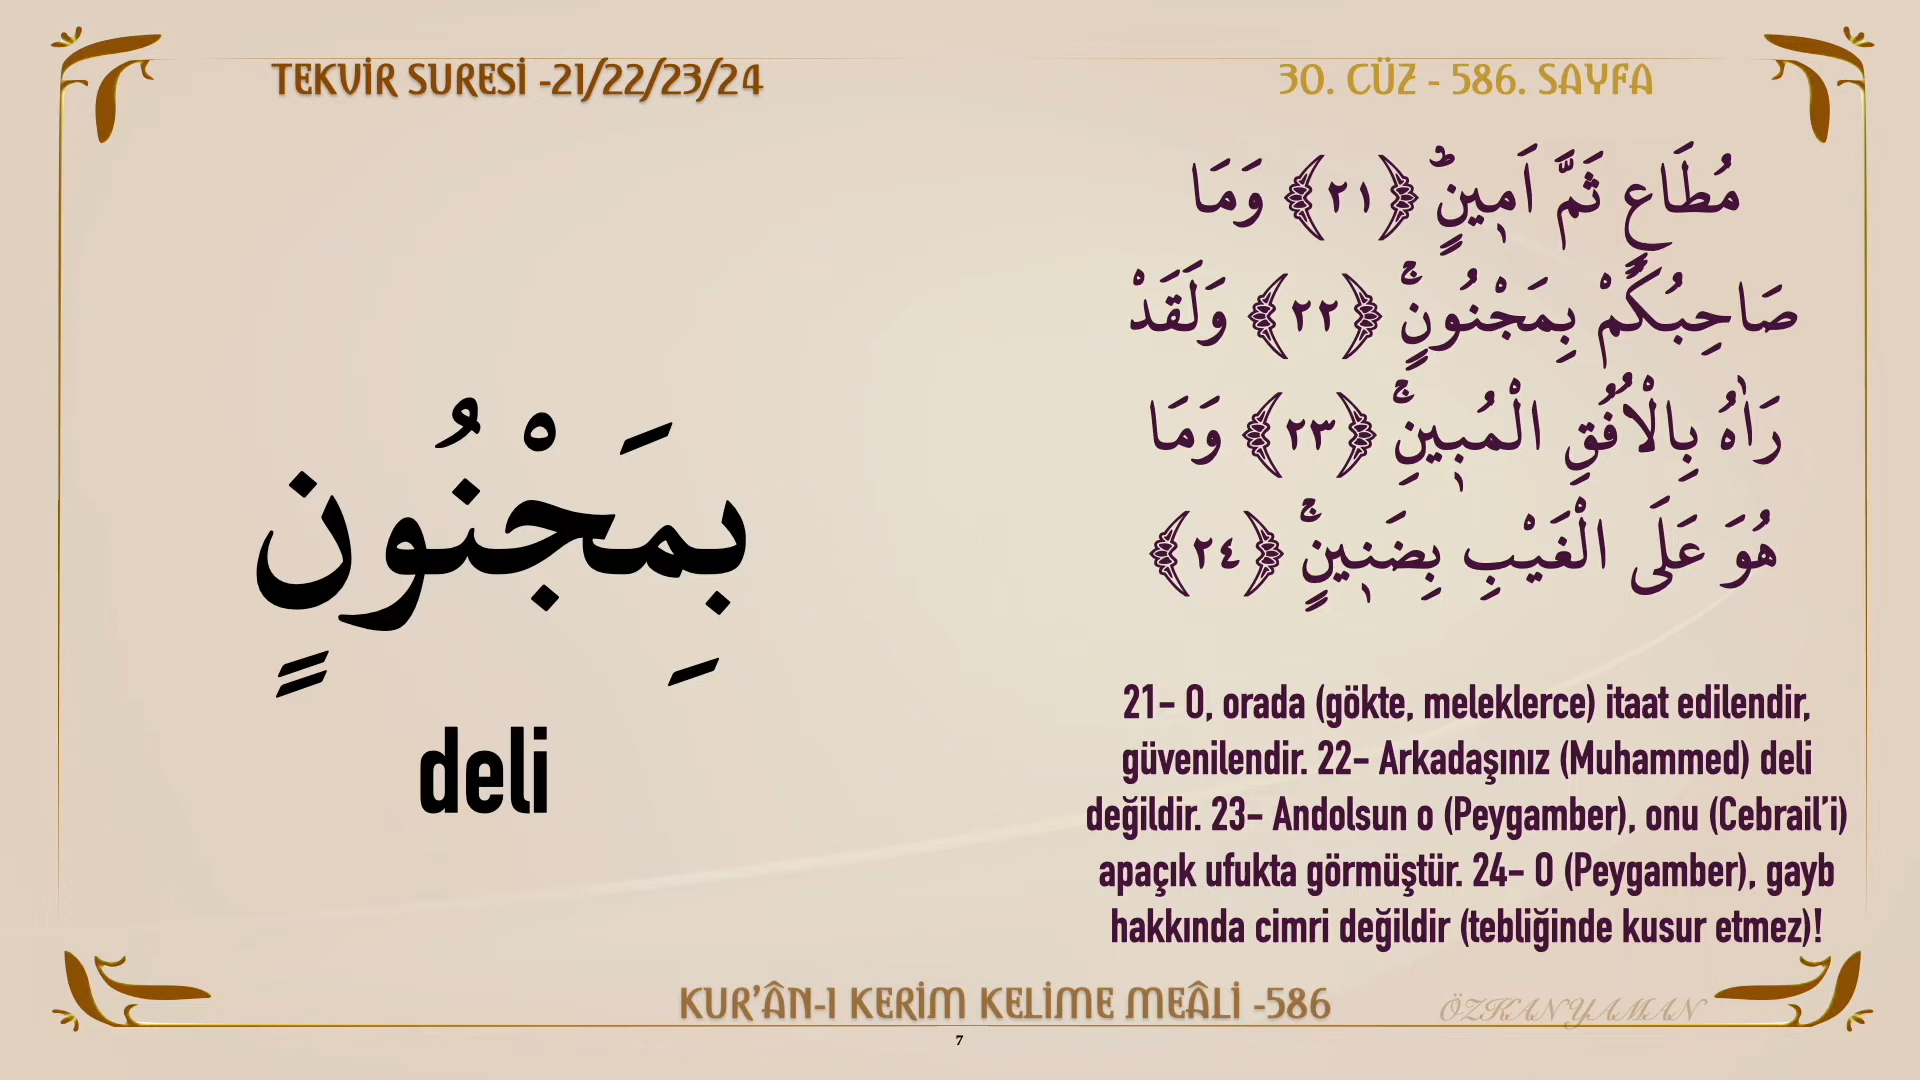 TEKVİR SURESİ -21/22/23/24
30. CÜZ - 586. SAYFA
مُطَاعٍ ثَمَّ اَم۪ينٍۜ ﴿٢١﴾ وَمَا
صَاحِبُكُمْ بِمَجْنُونٍۚ ﴿٢٢﴾ وَلَقَدْ
رَاٰهُ بِالْاُفُقِ الْمُب۪ينِۚ ﴿٢٣﴾ وَمَا
هُوَ عَلَى الْغَيْبِ بِضَن۪ينٍۚ ﴿٢٤﴾
بِمَجْنُونٍ
deli
21– O, orada (gökte, meleklerce) itaat edilendir,
güvenilendir. 22– Arkadaşınız (Muhammed) deli
değildir. 23– Andolsun o (Peygamber), onu (Cebrail’i)
apaçık ufukta görmüştür. 24– O (Peygamber), gayb
hakkında cimri değildir (tebliğinde kusur etmez)!
KUR’ÂN-I KERİM KELİME MEÂLİ -586
ÖZKAN YAMAN
7